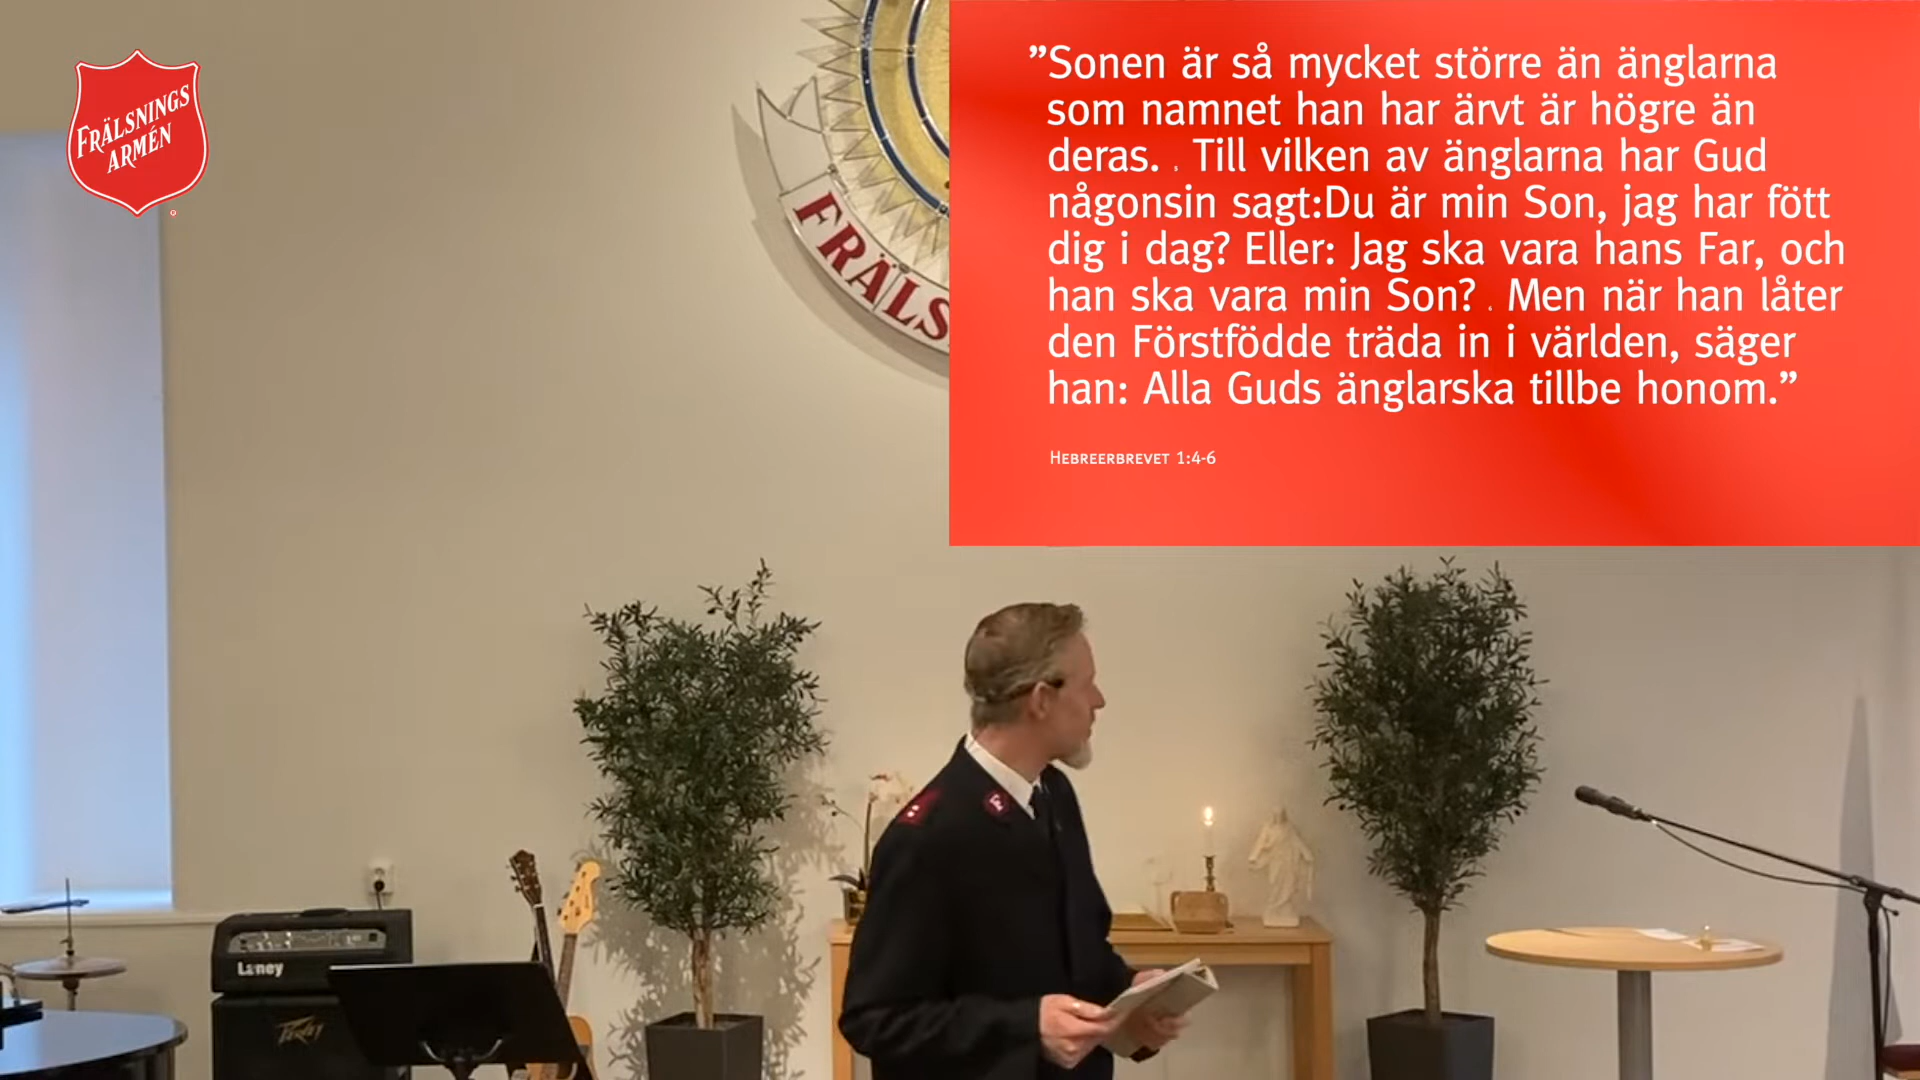 FRÄLSNINGS
ARMÉN
®
”Sonen är så mycket större än änglarna
som namnet han har ärvt är högre än
deras. . Till vilken av änglarna har Gud
någonsin sagt:Du är min Son, jag har fött
dig i dag? Eller: Jag ska vara hans Far, och
han ska vara min Son? . Men när han låter
den Förstfödde träda in i världen, säger
han: Alla Guds änglarska tillbe honom.”
HEBREERBREVET 1:4-6
FRÄLS
Laney
PEAVEY